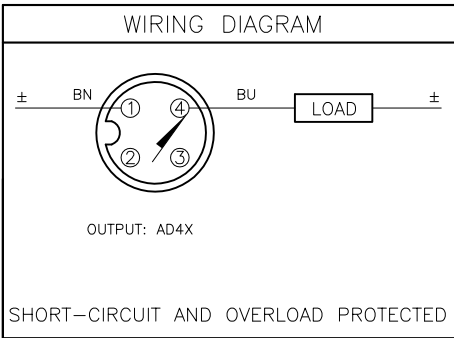 WIRING DIAGRAM
± BN 1 4 BU LOAD ±
2 3
OUTPUT: AD4X
SHORT-CIRCUIT AND OVERLOAD PROTECTED